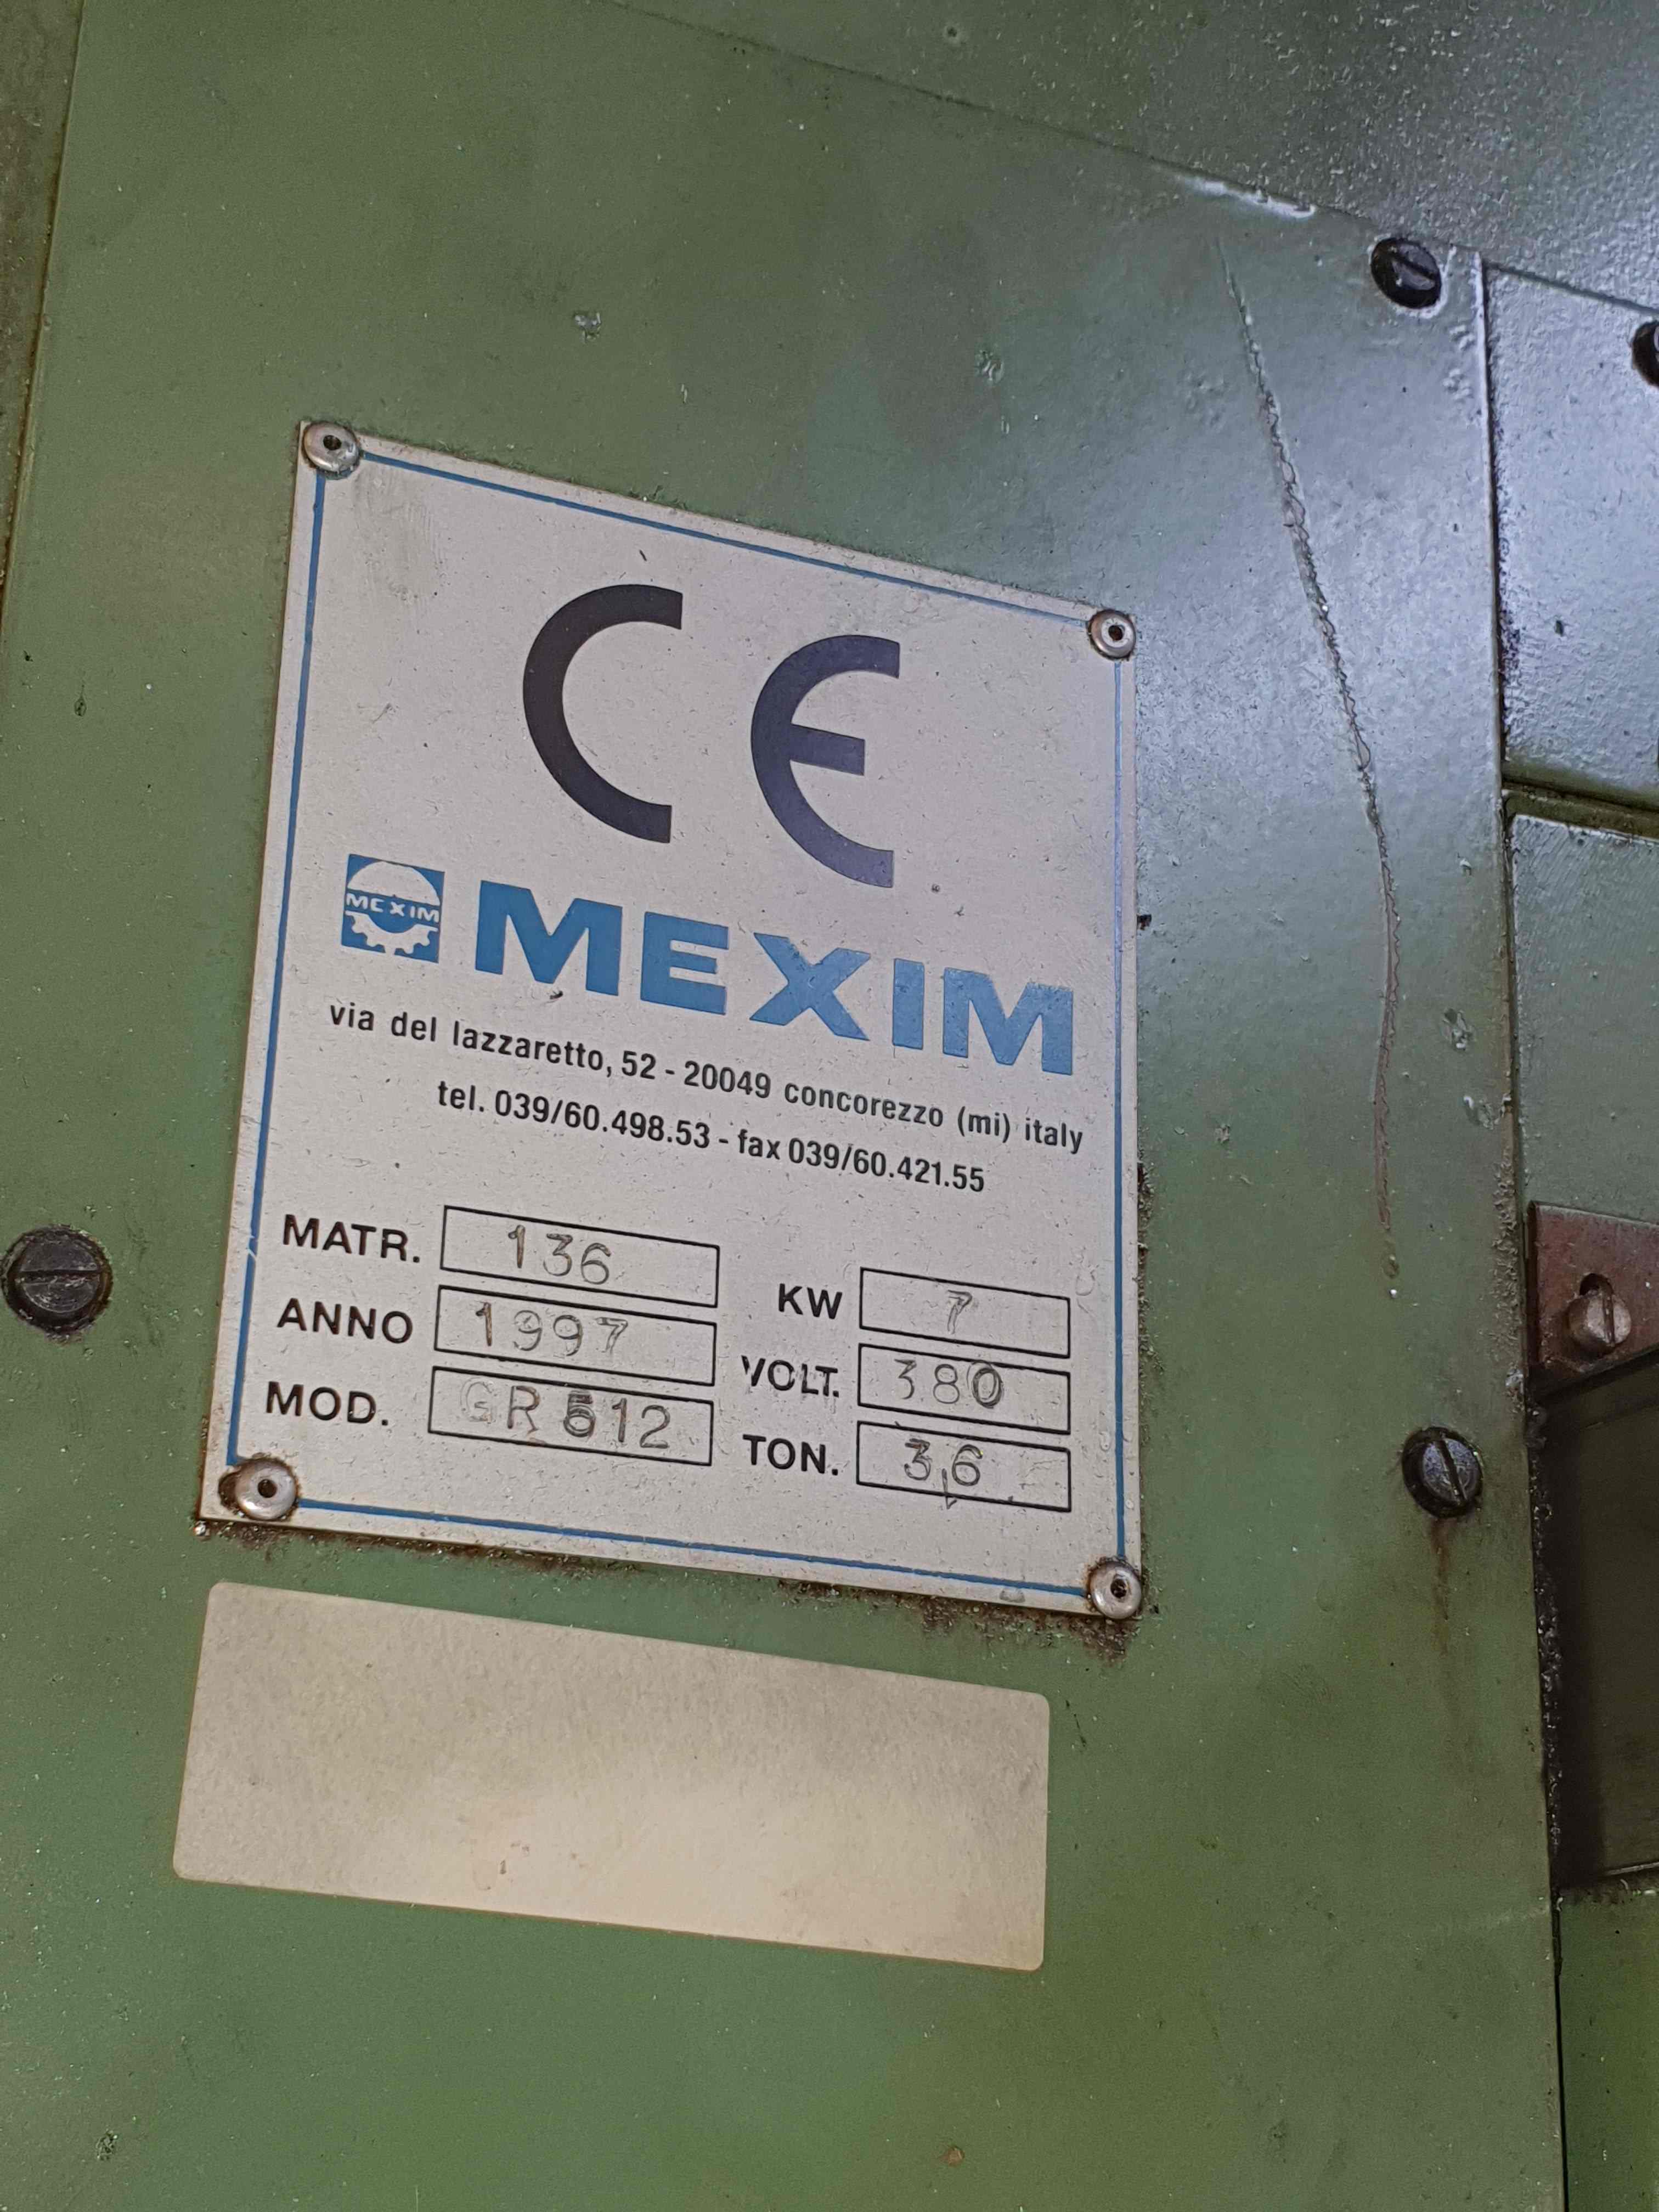 CE
MEXIM MEXIM
via del lazzaretto, 52 - 20049 concorezzo (mi) italy
tel. 039/60.498.53 - fax 039/60.421.55
MATR. 136
KW 7
ANNO 1997
VOLT. 380
MOD. GR 512
TON. 3,6